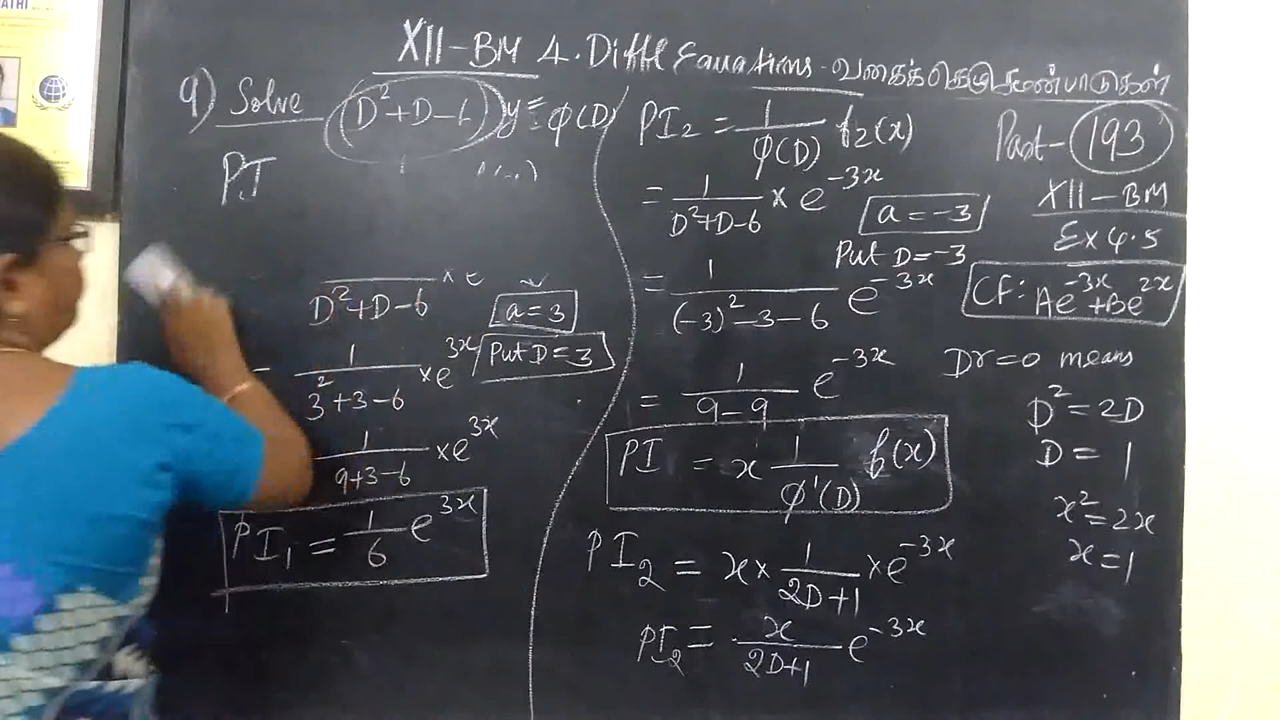 XII-BM 4. Diffl Equations - வகைக்கெழு சமன்பாடுகள்
9) Solve (D²+D-6)y = φ(D)
PI
D²+D-6 × e
a = 3
1/(3²+3-6) × e^3x
Put D = 3
1/(9+3-6) × e^3x
PI₁ = 1/6 e^3x
PI₂ = 1/φ(D) f₂(x)
= 1/(D²+D-6) × e^-3x
a = -3
Put D = -3
= 1/((-3)²-3-6) e^-3x
= 1/(9-9) e^-3x
PI = x 1/φ'(D) f(x)
PI₂ = x × 1/(2D+1) × e^-3x
PI₂ = x/(2D+1) e^-3x
Part - 193
XII-BM
Ex 4.5
CF: Ae^-3x + Be^2x
Dr = 0 means
D² = 2D
D = 1
x² = 2x
x = 1